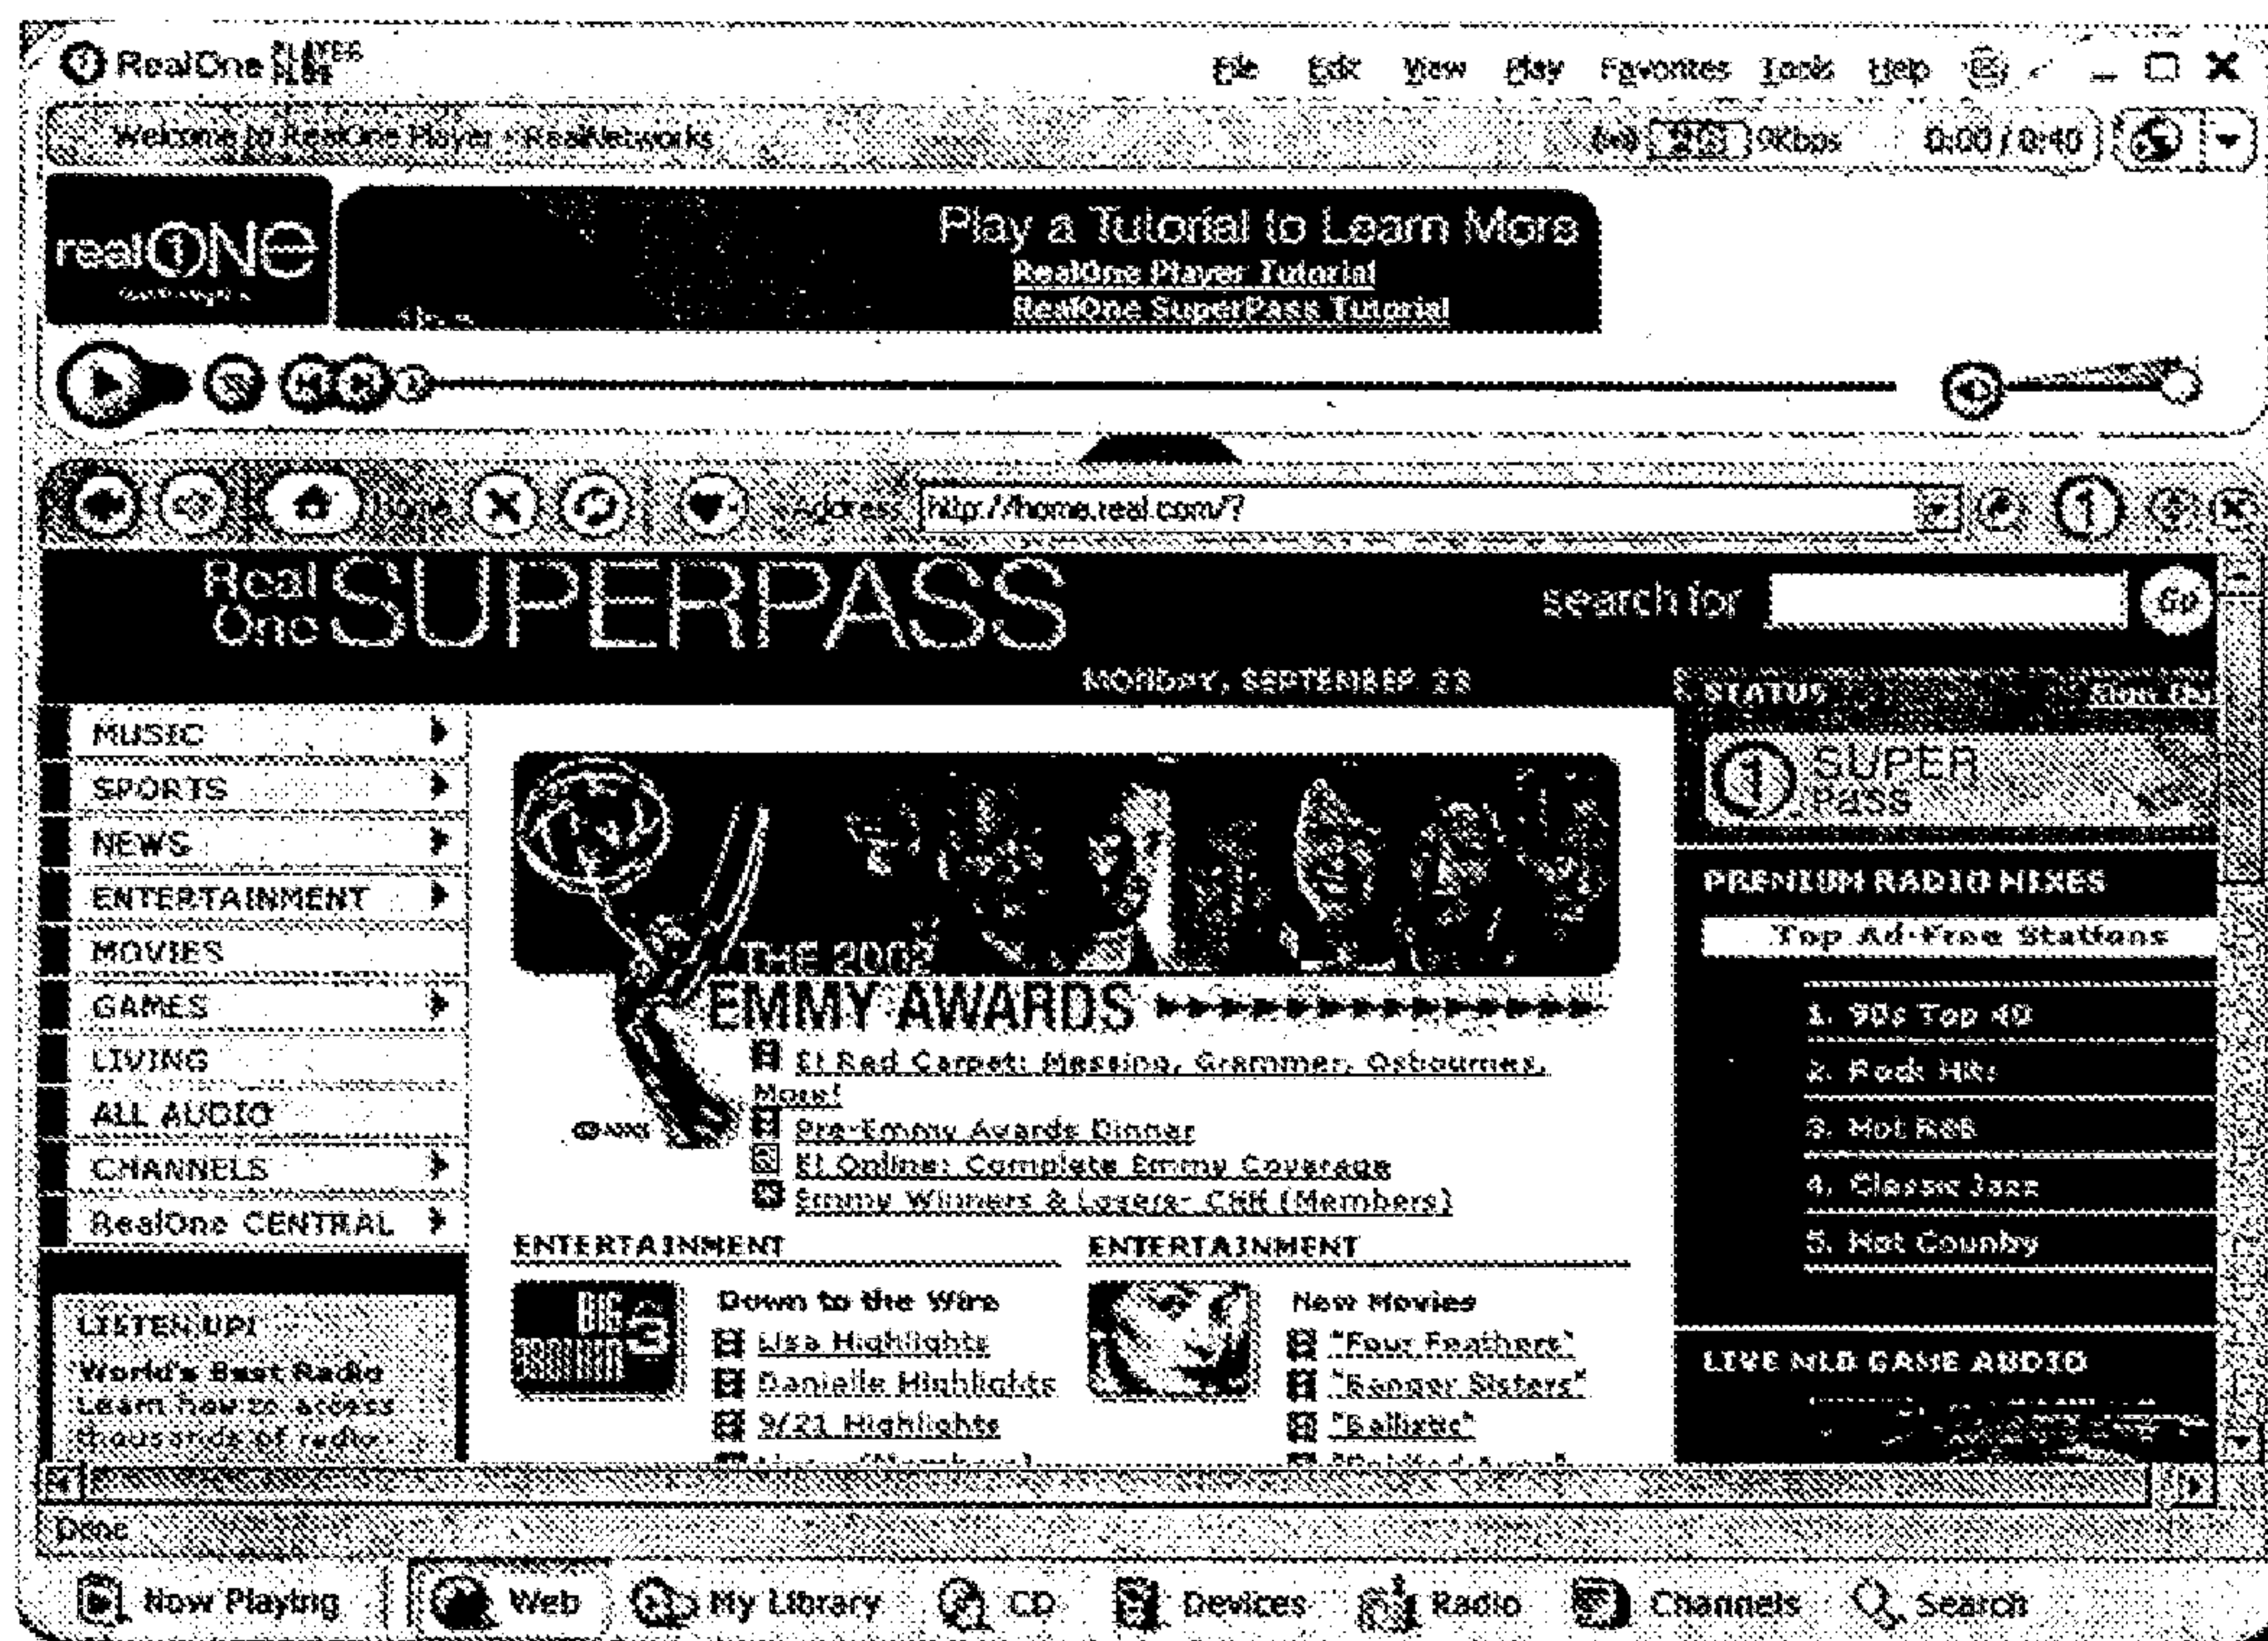 RealOne PLAYER PLUS
File Edit View Play Favorites Tools Help
Welcome to RealOne Player - RealNetworks
9Kbps 0:00 / 0:40
realONE
Play a Tutorial to Learn More
RealOne Player Tutorial
RealOne SuperPass Tutorial
Home Address http://home.real.com/?
Real One SUPERPASS
search for Go
MONDAY, SEPTEMBER 23
STATUS
SUPER Pass
MUSIC
SPORTS
NEWS
ENTERTAINMENT
MOVIES
GAMES
LIVING
ALL AUDIO
CHANNELS
RealOne CENTRAL
LISTEN UP!
World's Best Radio
Learn how to access
thousands of radio
THE 2002
EMMY AWARDS
E! Red Carpet: Messing, Grammer, Osbournes,
More!
Pre-Emmy Awards Dinner
E! Online: Complete Emmy Coverage
Emmy Winners & Losers- CNN (Members)
ENTERTAINMENT
BIG BROTHER 3
Down to the Wire
Lisa Highlights
Danielle Highlights
9/21 Highlights
ENTERTAINMENT
New Movies
"Four Feathers"
"Banger Sisters"
"Ballistic"
PREMIUM RADIO MIXES
Top Ad-Free Stations
1. 90s Top 40
2. Rock Hits
3. Hot R&B
4. Classic Jazz
5. Hot Country
LIVE MLB GAME AUDIO
Done
Now Playing Web My Library CD Devices Radio Channels Search